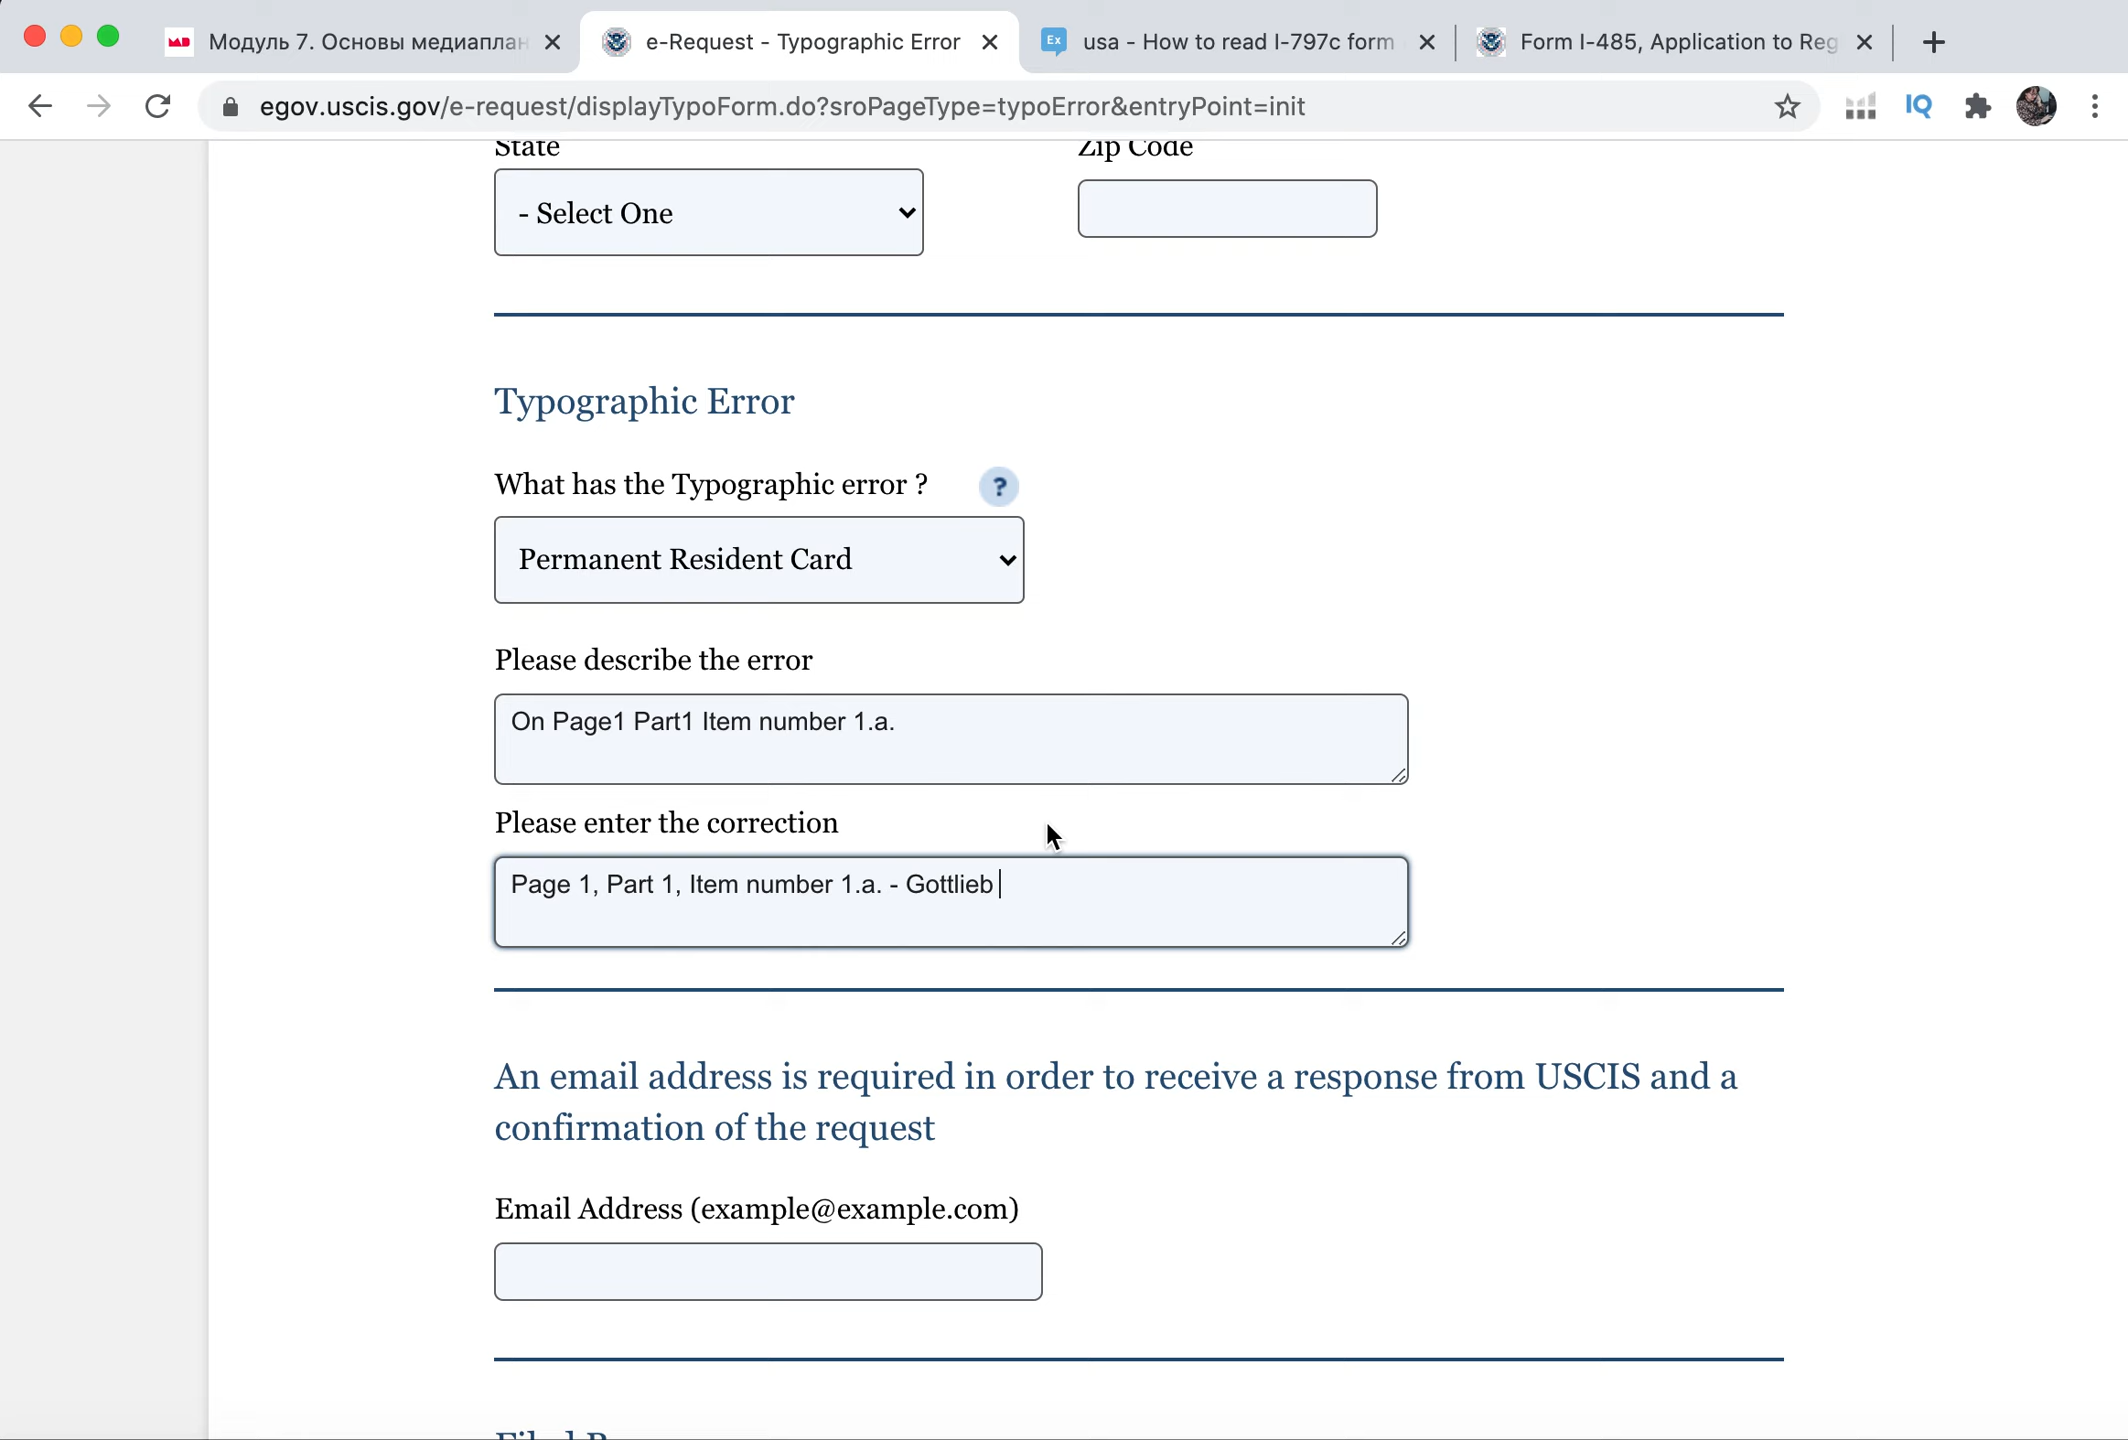 Модуль 7. Основы медиаплан
e-Request - Typographic Error
Ex
usa - How to read I-797c form
Form I-485, Application to Reg
egov.uscis.gov/e-request/displayTypoForm.do?sroPageType=typoError&entryPoint=init
IQ
State
Zip Code
- Select One
Typographic Error
What has the Typographic error ?
?
Permanent Resident Card
Please describe the error
On Page1 Part1 Item number 1.a.
Please enter the correction
Page 1, Part 1, Item number 1.a. - Gottlieb
An email address is required in order to receive a response from USCIS and a
confirmation of the request
Email Address (example@example.com)